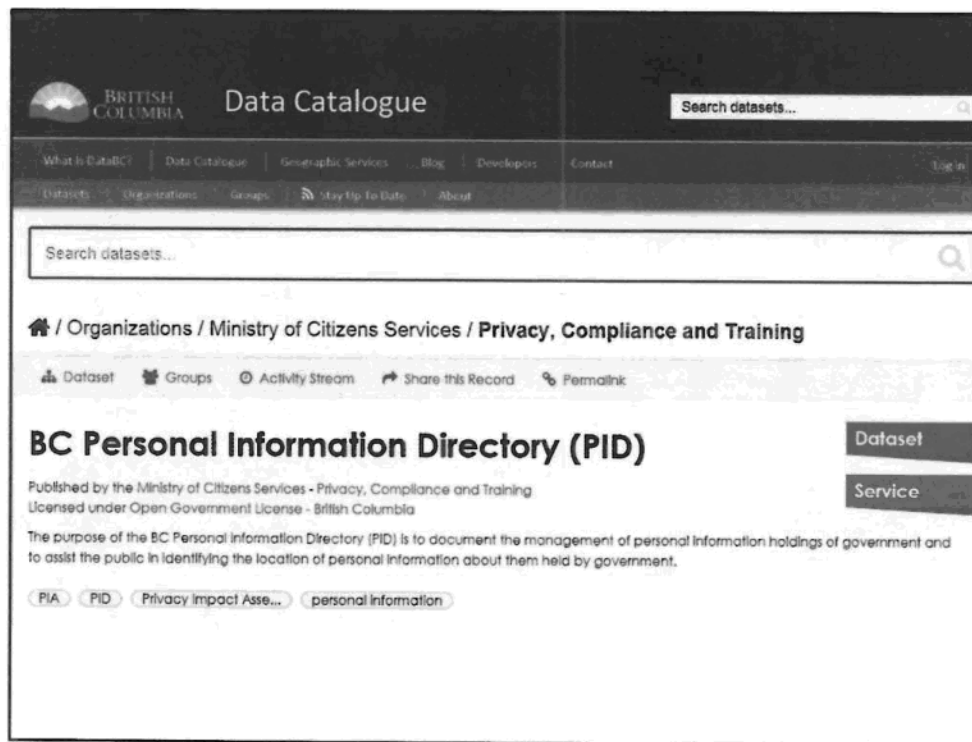 BRITISH
COLUMBIA
Data Catalogue
Search datasets...
What is DataBC? Data Catalogue Geographic Services Blog Developers Contact Log in
Datasets Organizations Groups Stay Up To Date About
Search datasets...
/ Organizations / Ministry of Citizens Services / Privacy, Compliance and Training
Dataset Groups Activity Stream Share this Record Permalink
BC Personal Information Directory (PID)
Dataset
Service
Published by the Ministry of Citizens Services - Privacy, Compliance and Training
Licensed under Open Government License - British Columbia
The purpose of the BC Personal Information Directory (PID) is to document the management of personal information holdings of government and
to assist the public in identifying the location of personal information about them held by government.
PIA PID Privacy Impact Asse... personal information